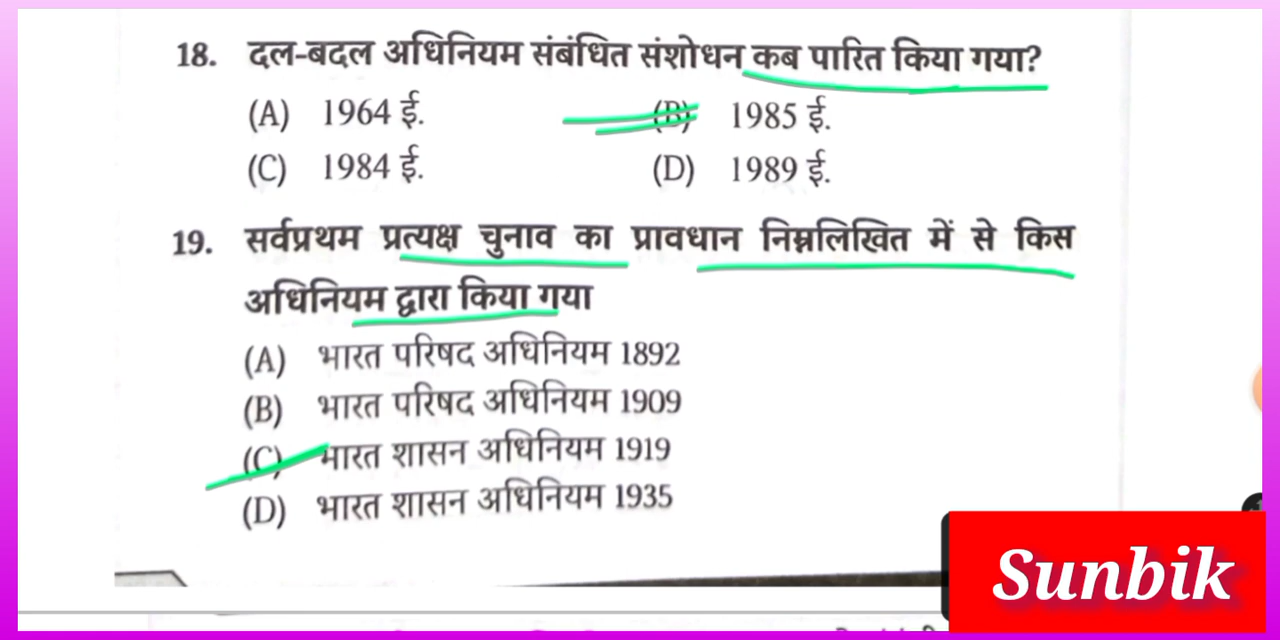 18. दल-बदल अधिनियम संबंधित संशोधन कब पारित किया गया?
(A) 1964 ई. (B) 1985 ई.
(C) 1984 ई. (D) 1989 ई.
19. सर्वप्रथम प्रत्यक्ष चुनाव का प्रावधान निम्नलिखित में से किस
अधिनियम द्वारा किया गया
(A) भारत परिषद अधिनियम 1892
(B) भारत परिषद अधिनियम 1909
(C) भारत शासन अधिनियम 1919
(D) भारत शासन अधिनियम 1935
Sunbik